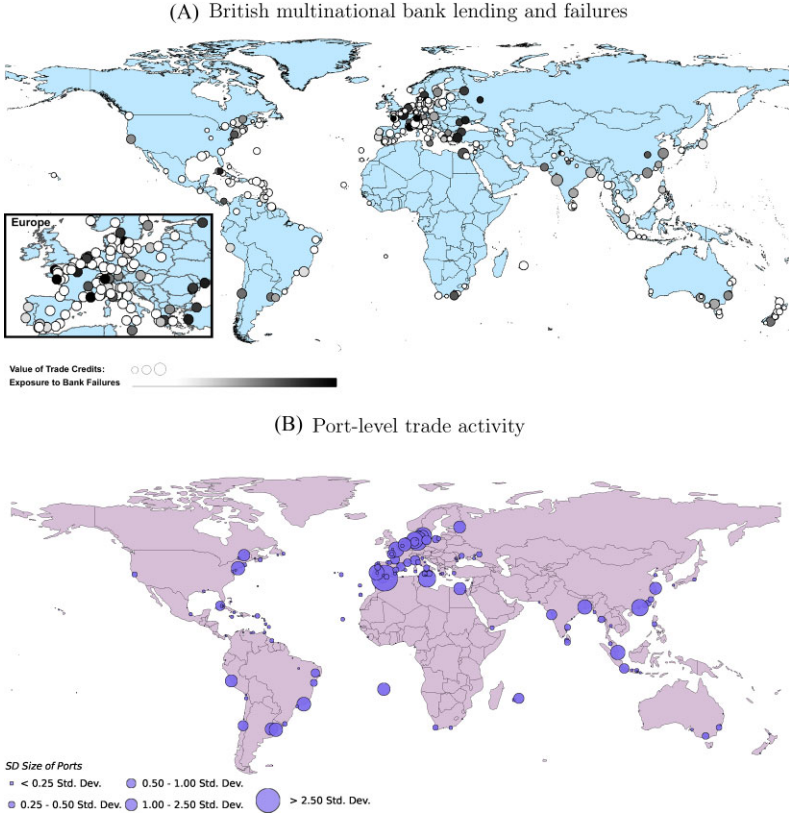 (A) British multinational bank lending and failures
Europe
Value of Trade Credits:
Exposure to Bank Failures
(B) Port-level trade activity
SD Size of Ports
< 0.25 Std. Dev.
0.50 - 1.00 Std. Dev.
0.25 - 0.50 Std. Dev.
1.00 - 2.50 Std. Dev.
> 2.50 Std. Dev.